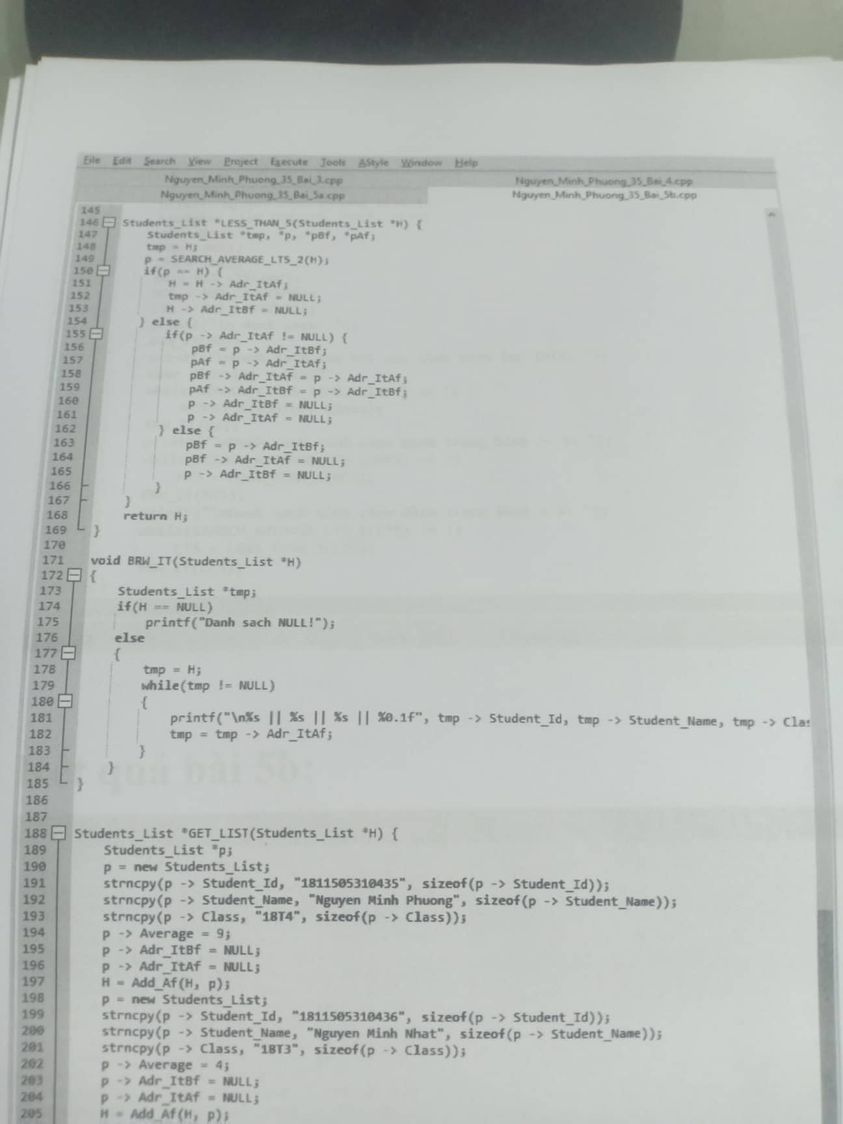 File Edit Search View Project Execute Tools AStyle Window Help
Nguyen_Minh_Phuong_35_Bai_3.cpp Nguyen_Minh_Phuong_35_Bai_4.cpp
Nguyen_Minh_Phuong_35_Bai_5a.cpp Nguyen_Minh_Phuong_35_Bai_5b.cpp
145
146 Students_List *LESS_THAN_5(Students_List *H) {
147 Students_List *tmp, *p, *pBf, *pAf;
148 tmp = H;
149 p = SEARCH_AVERAGE_LT5_2(H);
150 if(p == H) {
151 H = H -> Adr_ItAf;
152 tmp -> Adr_ItAf = NULL;
153 H -> Adr_ItBf = NULL;
154 } else {
155 if(p -> Adr_ItAf != NULL) {
156 pBf = p -> Adr_ItBf;
157 pAf = p -> Adr_ItAf;
158 pBf -> Adr_ItAf = p -> Adr_ItAf;
159 pAf -> Adr_ItBf = p -> Adr_ItBf;
160 p -> Adr_ItBf = NULL;
161 p -> Adr_ItAf = NULL;
162 } else {
163 pBf = p -> Adr_ItBf;
164 pBf -> Adr_ItAf = NULL;
165 p -> Adr_ItBf = NULL;
166 }
167 }
168 return H;
169 }
170
171 void BRW_IT(Students_List *H)
172 {
173 Students_List *tmp;
174 if(H == NULL)
175 printf("Danh sach NULL!");
176 else
177 {
178 tmp = H;
179 while(tmp != NULL)
180 {
181 printf("\n%s || %s || %s || %0.1f", tmp -> Student_Id, tmp -> Student_Name, tmp -> Clas
182 tmp = tmp -> Adr_ItAf;
183 }
184 }
185 }
186
187
188 Students_List *GET_LIST(Students_List *H) {
189 Students_List *p;
190 p = new Students_List;
191 strncpy(p -> Student_Id, "1811505310435", sizeof(p -> Student_Id));
192 strncpy(p -> Student_Name, "Nguyen Minh Phuong", sizeof(p -> Student_Name));
193 strncpy(p -> Class, "18T4", sizeof(p -> Class));
194 p -> Average = 9;
195 p -> Adr_ItBf = NULL;
196 p -> Adr_ItAf = NULL;
197 H = Add_Af(H, p);
198 p = new Students_List;
199 strncpy(p -> Student_Id, "1811505310436", sizeof(p -> Student_Id));
200 strncpy(p -> Student_Name, "Nguyen Minh Nhat", sizeof(p -> Student_Name));
201 strncpy(p -> Class, "18T3", sizeof(p -> Class));
202 p -> Average = 4;
203 p -> Adr_ItBf = NULL;
204 p -> Adr_ItAf = NULL;
205 H = Add_Af(H, p);
quả bài 5b: